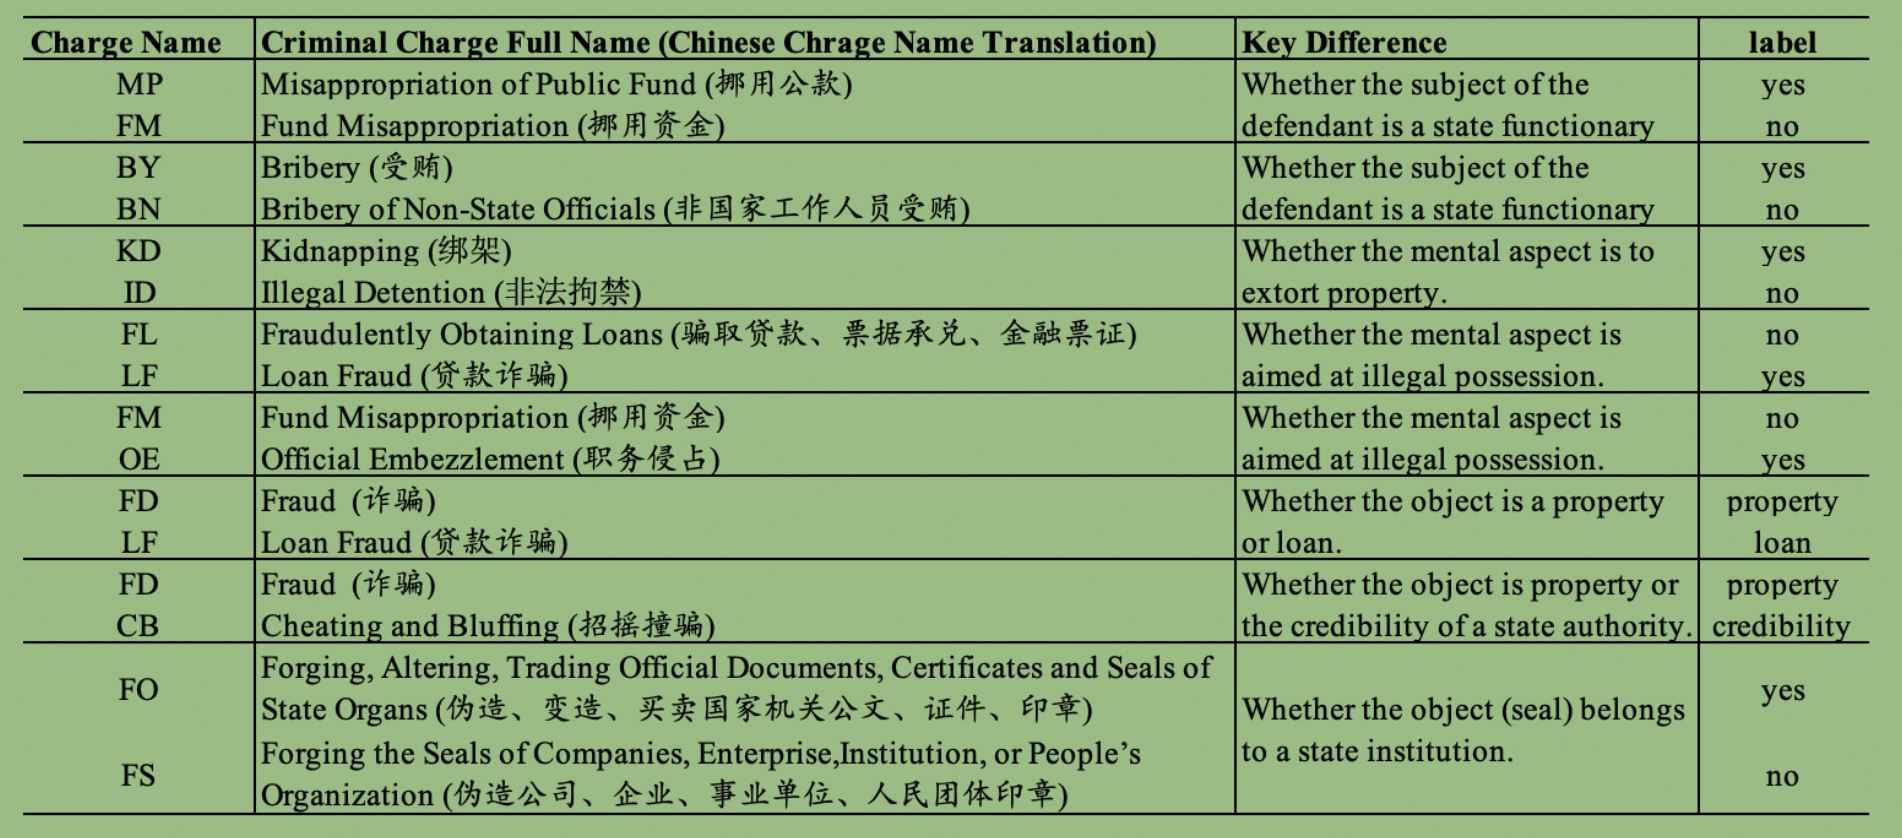 Charge Name Criminal Charge Full Name (Chinese Chrage Name Translation) Key Difference label
MP Misappropriation of Public Fund (挪用公款) Whether the subject of the yes
FM Fund Misappropriation (挪用资金) defendant is a state functionary no
BY Bribery (受贿) Whether the subject of the yes
BN Bribery of Non-State Officials (非国家工作人员受贿) defendant is a state functionary no
KD Kidnapping (绑架) Whether the mental aspect is to yes
ID Illegal Detention (非法拘禁) extort property. no
FL Fraudulently Obtaining Loans (骗取贷款、票据承兑、金融票证) Whether the mental aspect is no
LF Loan Fraud (贷款诈骗) aimed at illegal possession. yes
FM Fund Misappropriation (挪用资金) Whether the mental aspect is no
OE Official Embezzlement (职务侵占) aimed at illegal possession. yes
FD Fraud (诈骗) Whether the object is a property property
LF Loan Fraud (贷款诈骗) or loan. loan
FD Fraud (诈骗) Whether the object is property or property
CB Cheating and Bluffing (招摇撞骗) the credibility of a state authority. credibility
FO Forging, Altering, Trading Official Documents, Certificates and Seals of
State Organs (伪造、变造、买卖国家机关公文、证件、印章) yes
Whether the object (seal) belongs
to a state institution.
FS Forging the Seals of Companies, Enterprise,Institution, or People's
Organization (伪造公司、企业、事业单位、人民团体印章) no